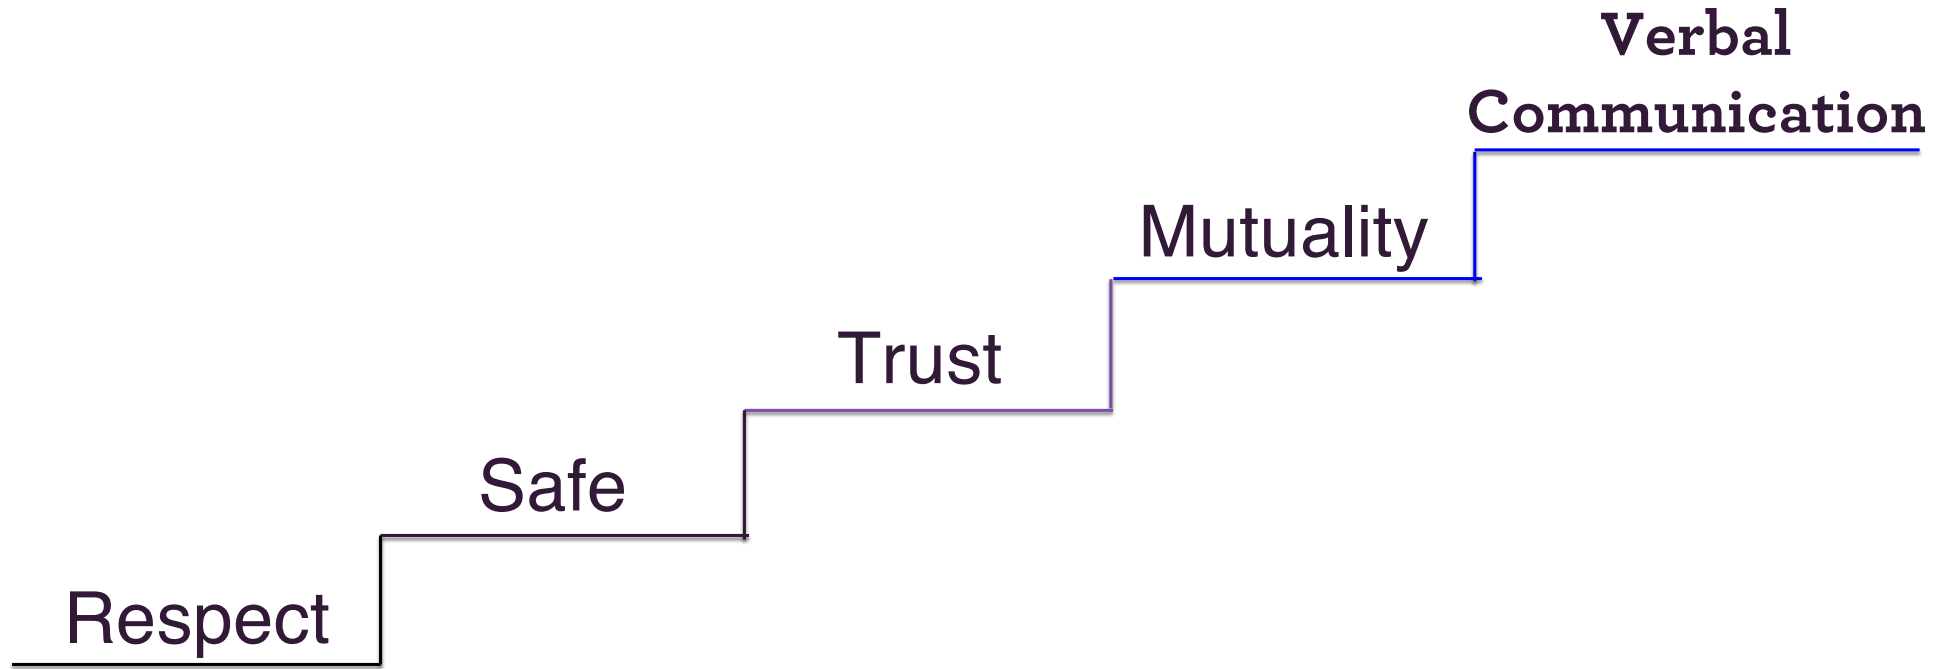 Verbal
Communication
Mutuality
Trust
Safe
Respect